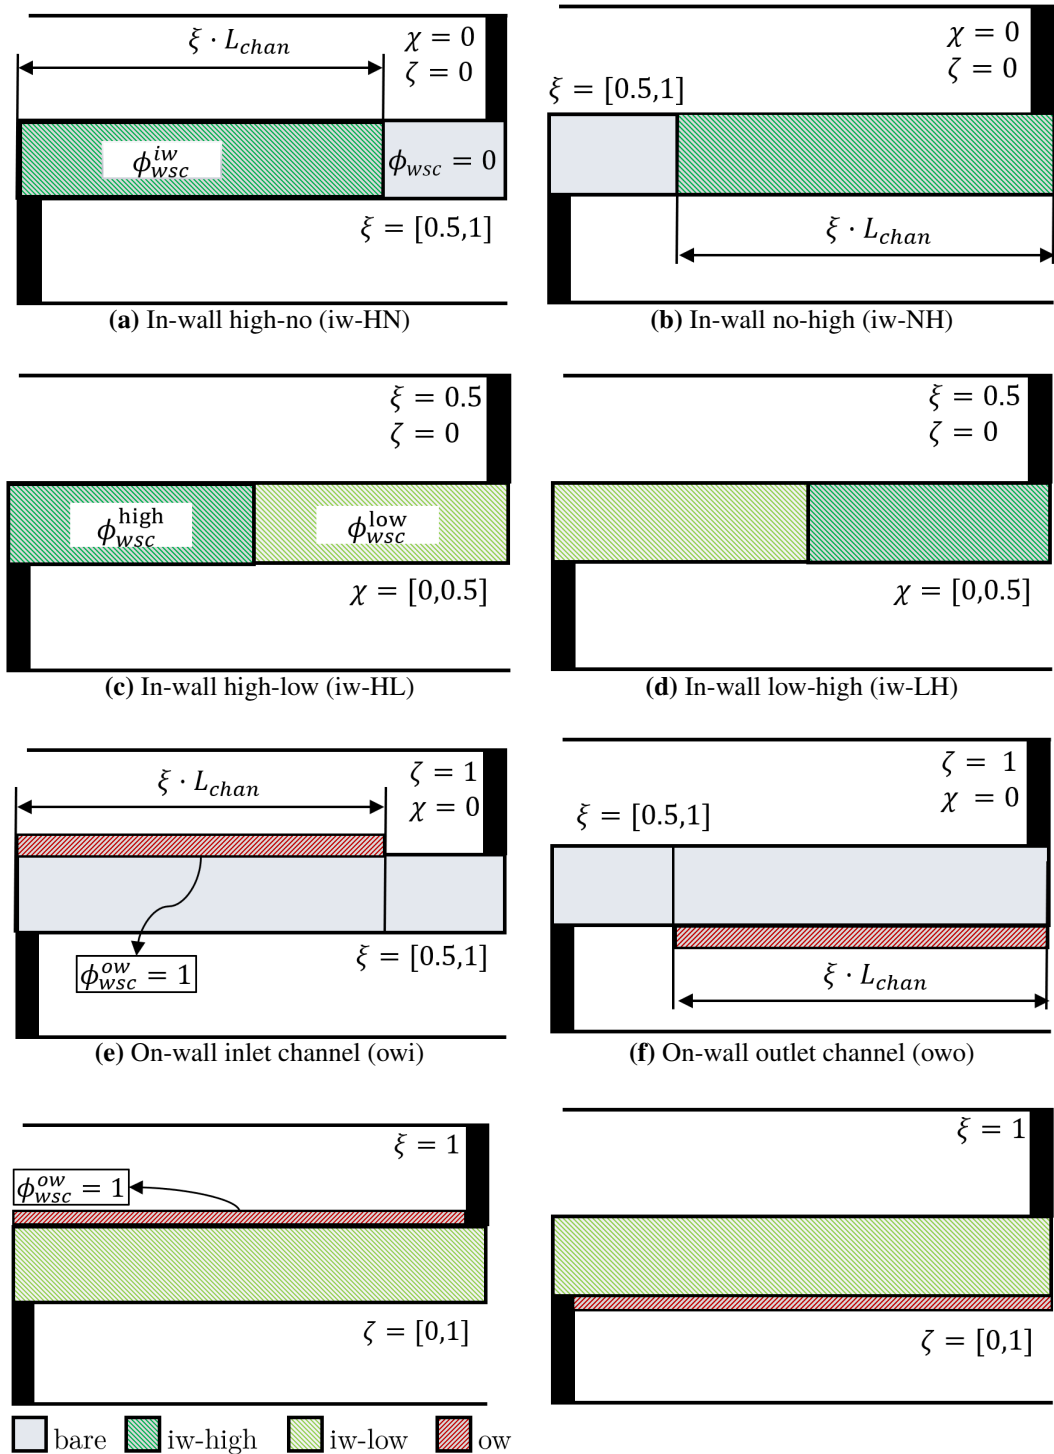 ξ · L_chan
χ = 0
ζ = 0
ϕ_wsc^iw
ϕ_wsc = 0
ξ = [0.5,1]
(a) In-wall high-no (iw-HN)
χ = 0
ζ = 0
ξ = [0.5,1]
ξ · L_chan
(b) In-wall no-high (iw-NH)
ξ = 0.5
ζ = 0
ϕ_wsc^high
ϕ_wsc^low
χ = [0,0.5]
(c) In-wall high-low (iw-HL)
ξ = 0.5
ζ = 0
χ = [0,0.5]
(d) In-wall low-high (iw-LH)
ξ · L_chan
ζ = 1
χ = 0
ϕ_wsc^ow = 1
ξ = [0.5,1]
(e) On-wall inlet channel (owi)
ζ = 1
χ = 0
ξ = [0.5,1]
ξ · L_chan
(f) On-wall outlet channel (owo)
ξ = 1
ϕ_wsc^ow = 1
ζ = [0,1]
ξ = 1
ζ = [0,1]
bare iw-high iw-low ow